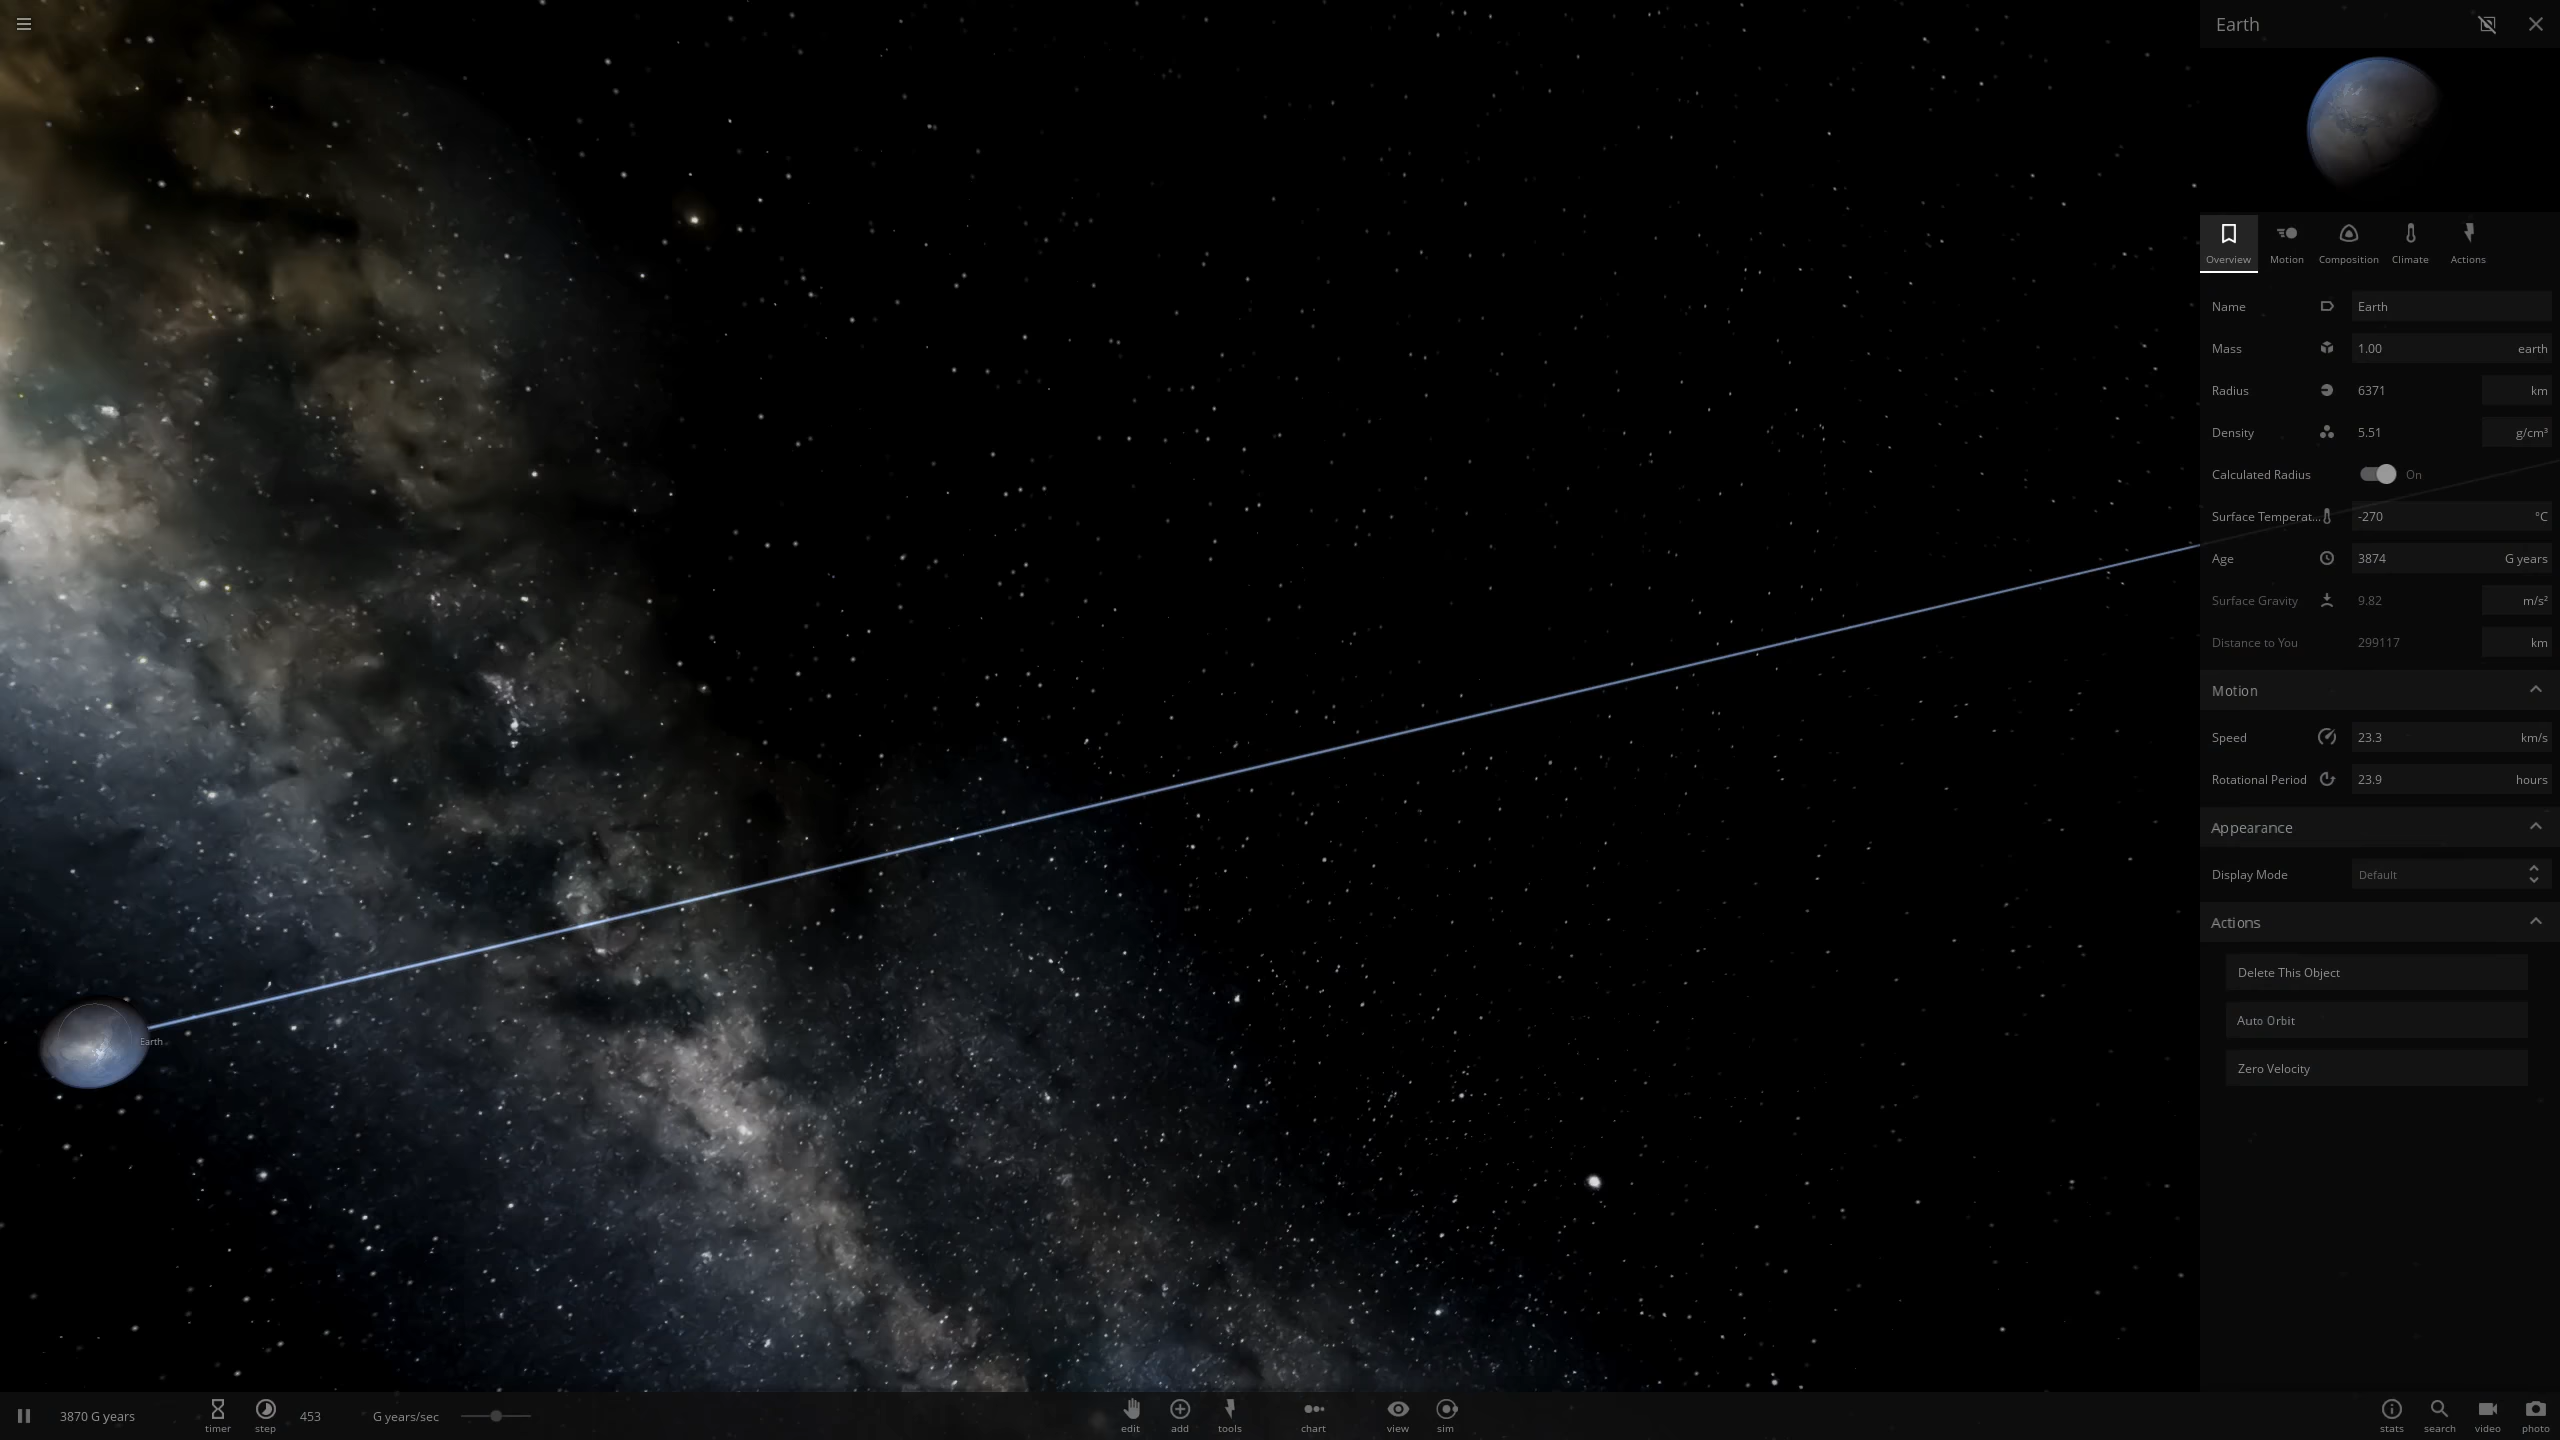 Earth
Overview
Motion
Composition
Climate
Actions
Name Earth
Mass 1.00 earth
Radius 6371 km
Density 5.51 g/cm³
Calculated Radius On
Surface Temperat... -270 °C
Age 3874 G years
Surface Gravity 9.82 m/s²
Distance to You 299117 km
Motion
Speed 23.3 km/s
Rotational Period 23.9 hours
Appearance
Display Mode Default
Actions
Delete This Object
Auto Orbit
Zero Velocity
Earth
3870 G years
timer
step
453
G years/sec
edit
add
tools
chart
view
sim
stats
search
video
photo